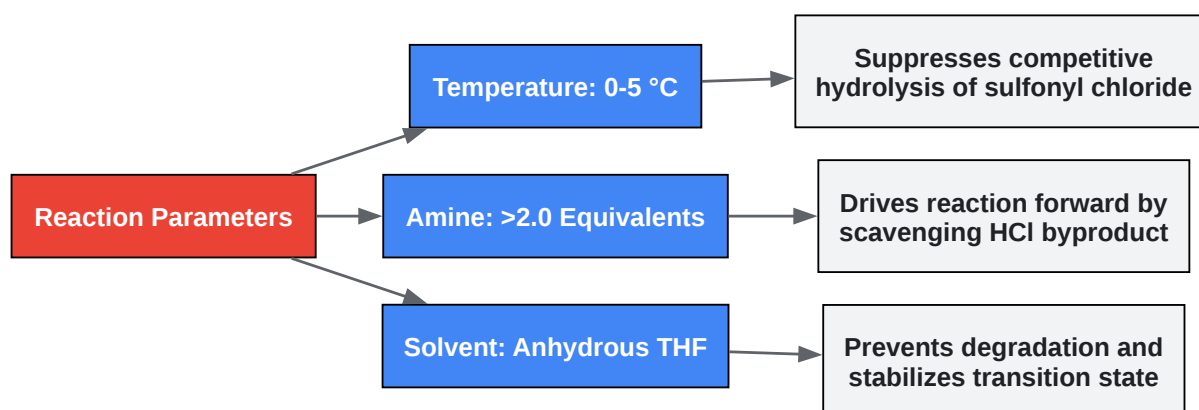 Reaction Parameters
Temperature: 0-5 °C
Suppresses competitive
hydrolysis of sulfonyl chloride
Amine: >2.0 Equivalents
Drives reaction forward by
scavenging HCl byproduct
Solvent: Anhydrous THF
Prevents degradation and
stabilizes transition state